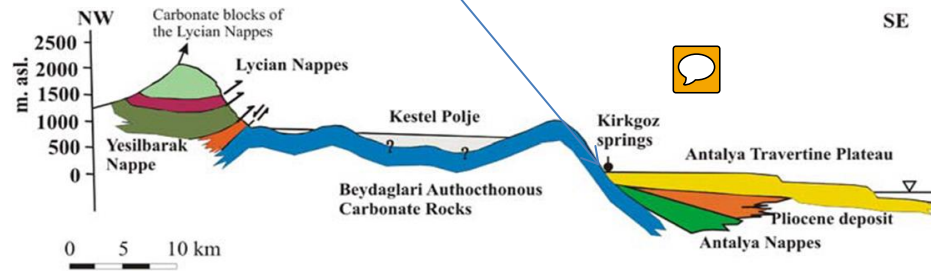 NW
Carbonate blocks of
the Lycian Nappes
SE
m. asl.
2500
2000
1500
1000
500
0
Lycian Nappes
Yesilbarak
Nappe
Kestel Polje
?
?
Kirkgoz
springs
Antalya Travertine Plateau
Beydaglari Authocthonous
Carbonate Rocks
Pliocene deposit
Antalya Nappes
0 5 10 km